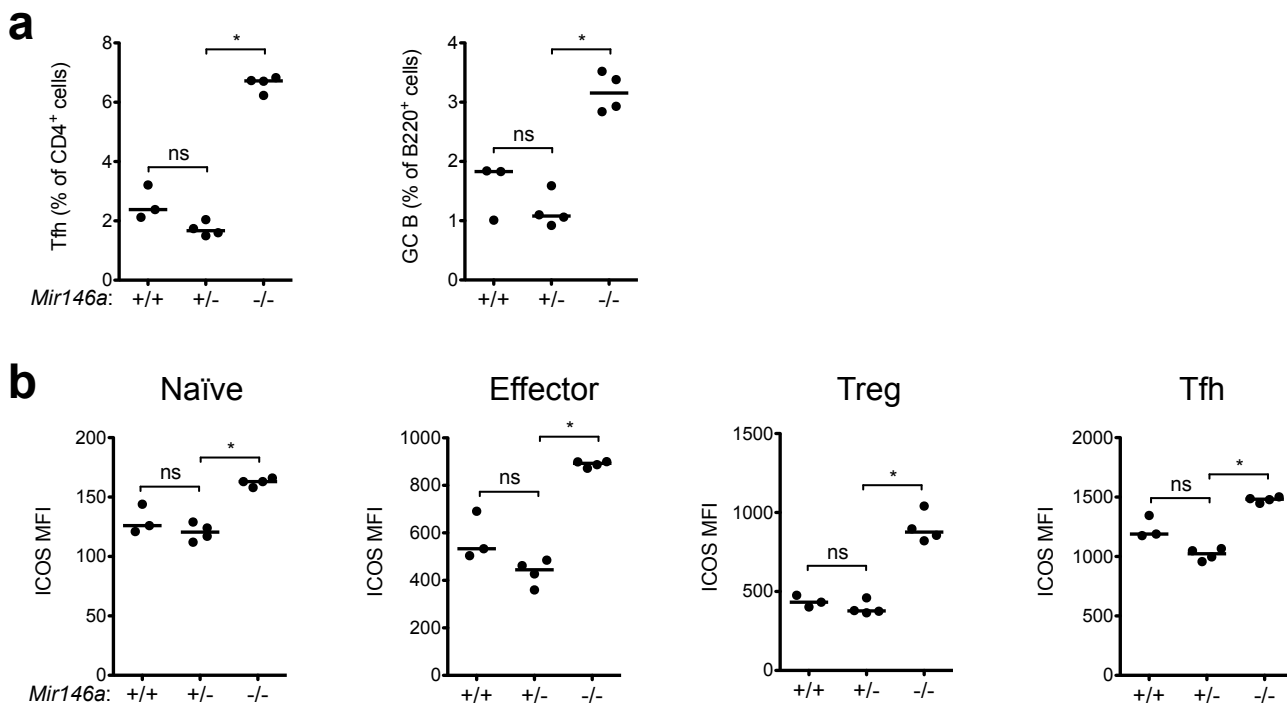 a
Tfh (% of CD4+ cells)
8
6
4
2
0
ns
*
Mir146a: +/+ +/- -/-
GC B (% of B220+ cells)
4
3
2
1
0
ns
*
+/+ +/- -/-
b
Naïve
ICOS MFI
200
150
100
50
0
ns
*
Mir146a: +/+ +/- -/-
Effector
ICOS MFI
1000
800
600
400
200
0
ns
*
+/+ +/- -/-
Treg
ICOS MFI
1500
1000
500
0
ns
*
+/+ +/- -/-
Tfh
ICOS MFI
2000
1500
1000
500
0
ns
*
+/+ +/- -/-